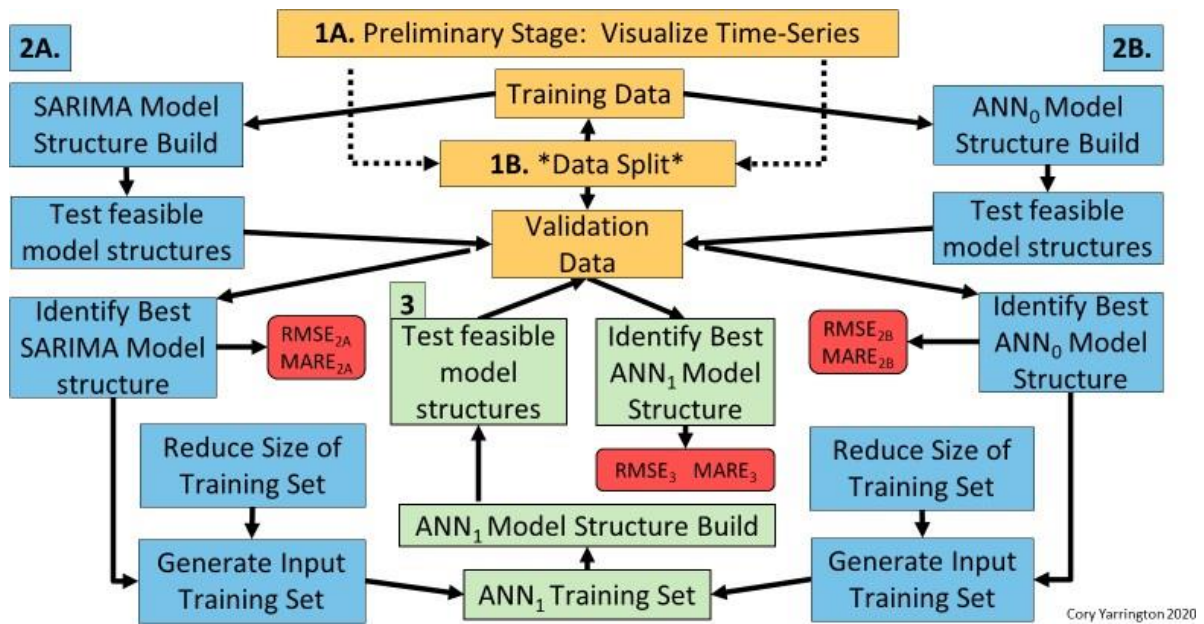 1A. Preliminary Stage: Visualize Time-Series
2A.
2B.
Training Data
SARIMA Model
Structure Build
ANN₀ Model
Structure Build
1B. *Data Split*
Test feasible
model structures
Validation
Data
Test feasible
model structures
Identify Best
SARIMA Model
structure
RMSE₂A
MARE₂A
3
Test feasible
model
structures
Identify Best
ANN₁ Model
Structure
RMSE₂B
MARE₂B
Identify Best
ANN₀ Model
Structure
Reduce Size of
Training Set
RMSE₃ MARE₃
Reduce Size of
Training Set
ANN₁ Model Structure Build
Generate Input
Training Set
ANN₁ Training Set
Generate Input
Training Set
Cory Yarrington 2020